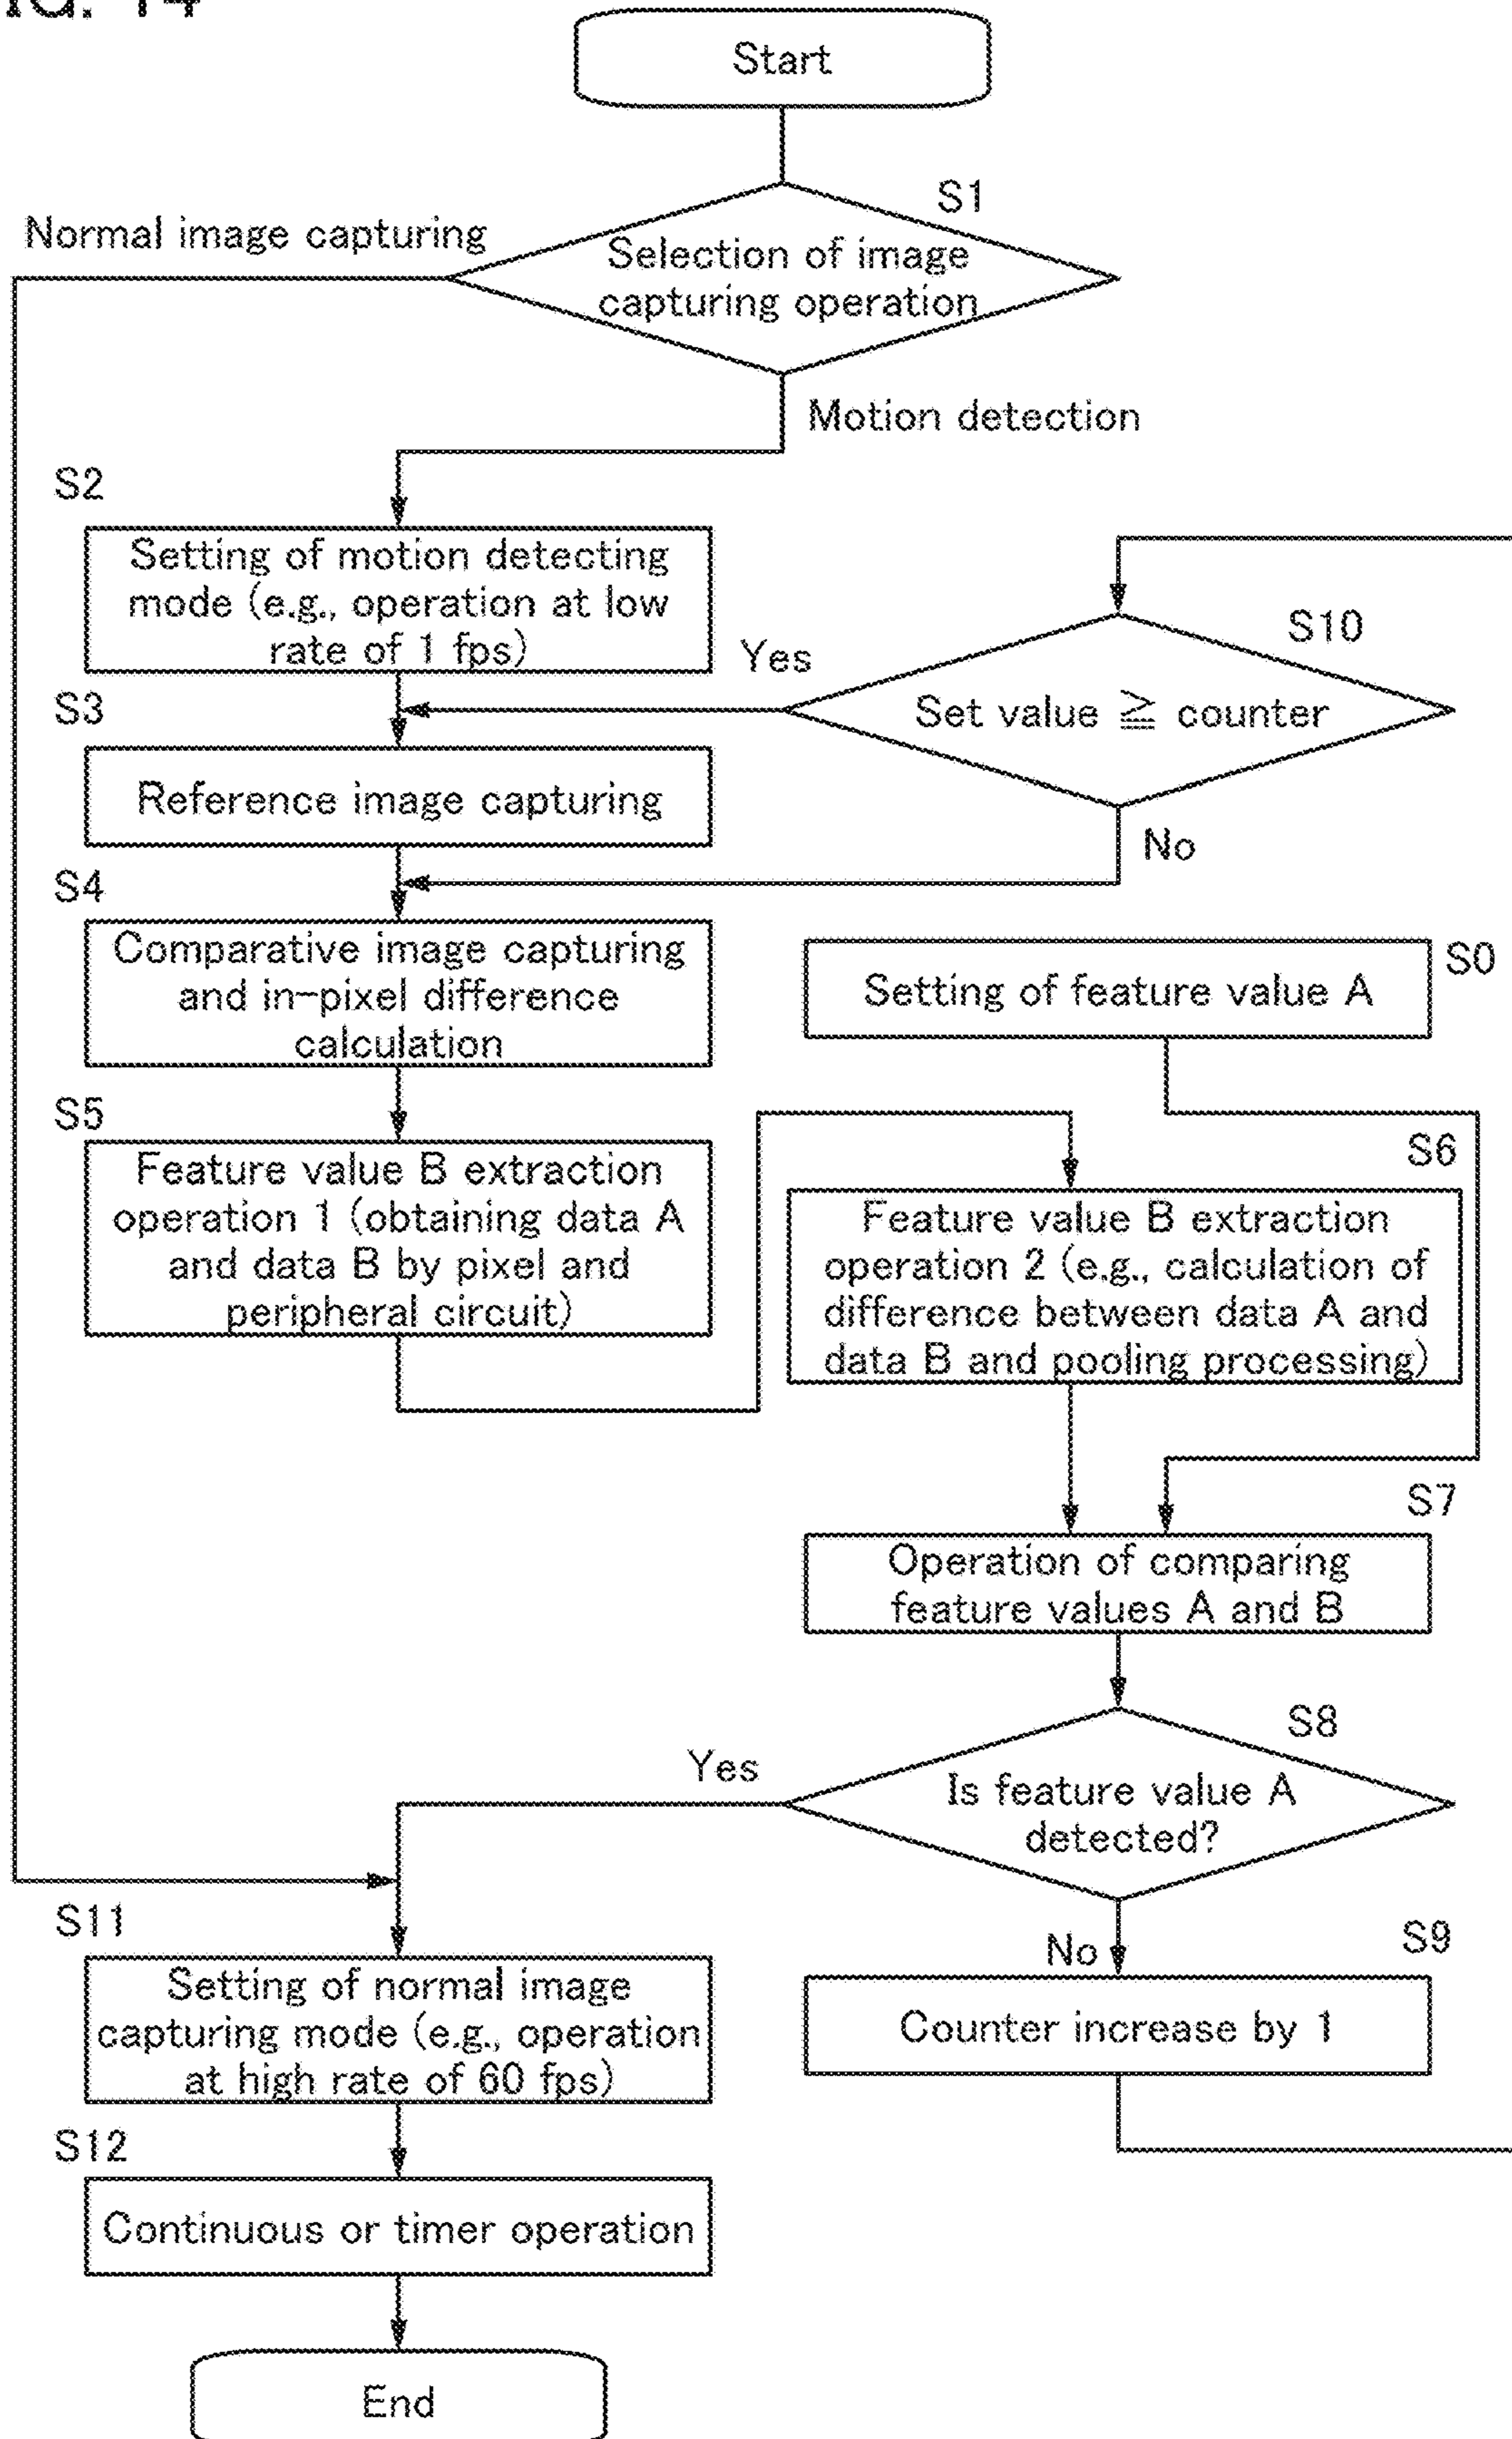 FIG. 14
Start
S1
Normal image capturing
Selection of image
capturing operation
Motion detection
S2
Setting of motion detecting
mode (e.g., operation at low
rate of 1 fps)
S10
Yes
Set value ≧ counter
No
S3
Reference image capturing
S4
Comparative image capturing
and in-pixel difference
calculation
S0
Setting of feature value A
S5
Feature value B extraction
operation 1 (obtaining data A
and data B by pixel and
peripheral circuit)
S6
Feature value B extraction
operation 2 (e.g., calculation of
difference between data A and
data B and pooling processing)
S7
Operation of comparing
feature values A and B
S8
Yes
Is feature value A
detected?
No
S9
Counter increase by 1
S11
Setting of normal image
capturing mode (e.g., operation
at high rate of 60 fps)
S12
Continuous or timer operation
End